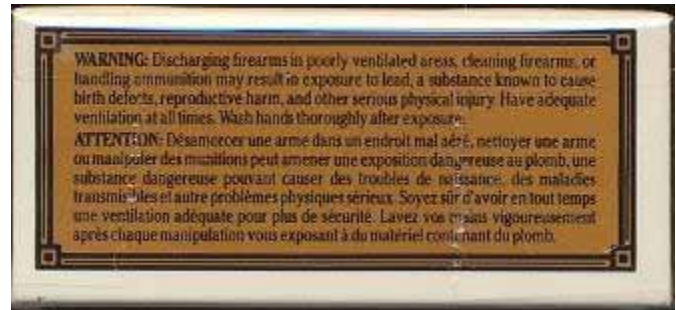 WARNING: Discharging firearms in poorly ventilated areas, cleaning firearms, or
handling ammunition may result in exposure to lead, a substance known to cause
birth defects, reproductive harm, and other serious physical injury. Have adequate
ventilation at all times. Wash hands thoroughly after exposure.
ATTENTION: Désamorcer une arme dans un endroit mal aéré, nettoyer une arme
ou manipuler des munitions peut amener une exposition dangereuse au plomb, une
substance dangereuse pouvant causer des troubles de naissance, des maladies
transmissibles et autre problèmes physiques sérieux. Soyez sûr d'avoir en tout temps
une ventilation adéquate pour plus de sécurité. Lavez vos mains vigoureusement
après chaque manipulation vous exposant à du matériel contenant du plomb.